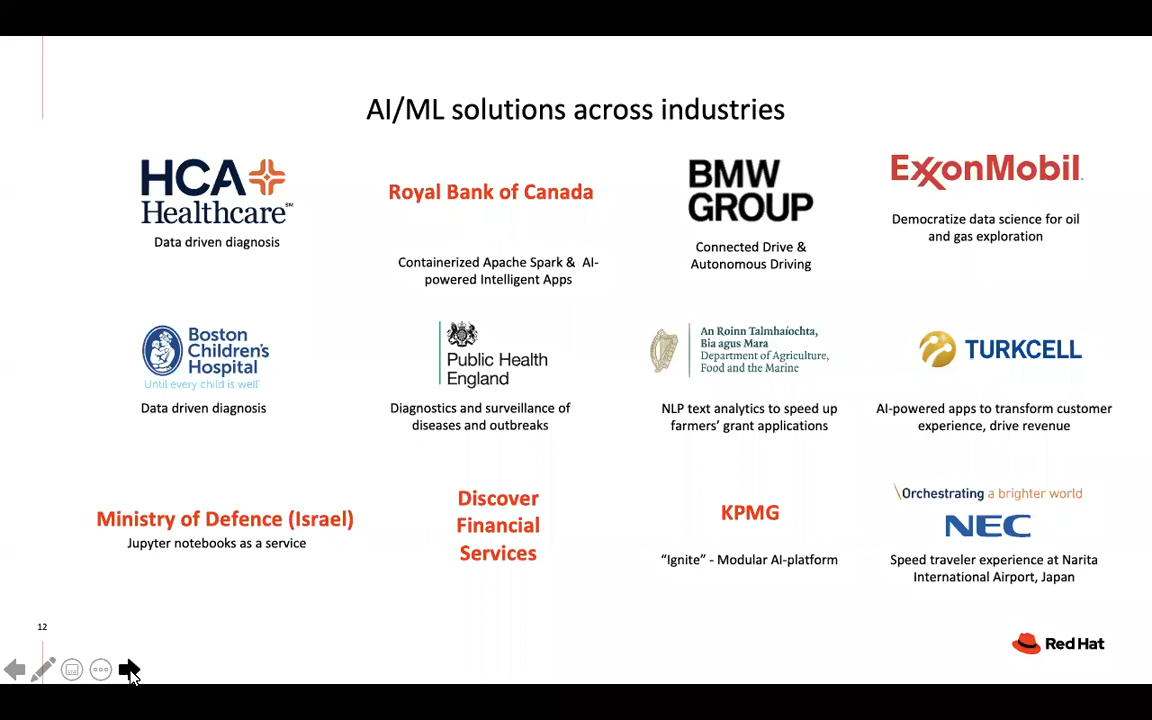 AI/ML solutions across industries
HCA
Healthcare℠
Data driven diagnosis
Royal Bank of Canada
Containerized Apache Spark & AI-
powered Intelligent Apps
BMW
GROUP
Connected Drive &
Autonomous Driving
ExxonMobil
Democratize data science for oil
and gas exploration
Boston
Children's
Hospital
Until every child is well
Data driven diagnosis
Public Health
England
Diagnostics and surveillance of
diseases and outbreaks
An Roinn Talmhaíochta,
Bia agus Mara
Department of Agriculture,
Food and the Marine
NLP text analytics to speed up
farmers’ grant applications
TURKCELL
AI-powered apps to transform customer
experience, drive revenue
Ministry of Defence (Israel)
Jupyter notebooks as a service
Discover
Financial
Services
KPMG
“Ignite” - Modular AI-platform
\Orchestrating a brighter world
NEC
Speed traveler experience at Narita
International Airport, Japan
12
Red Hat